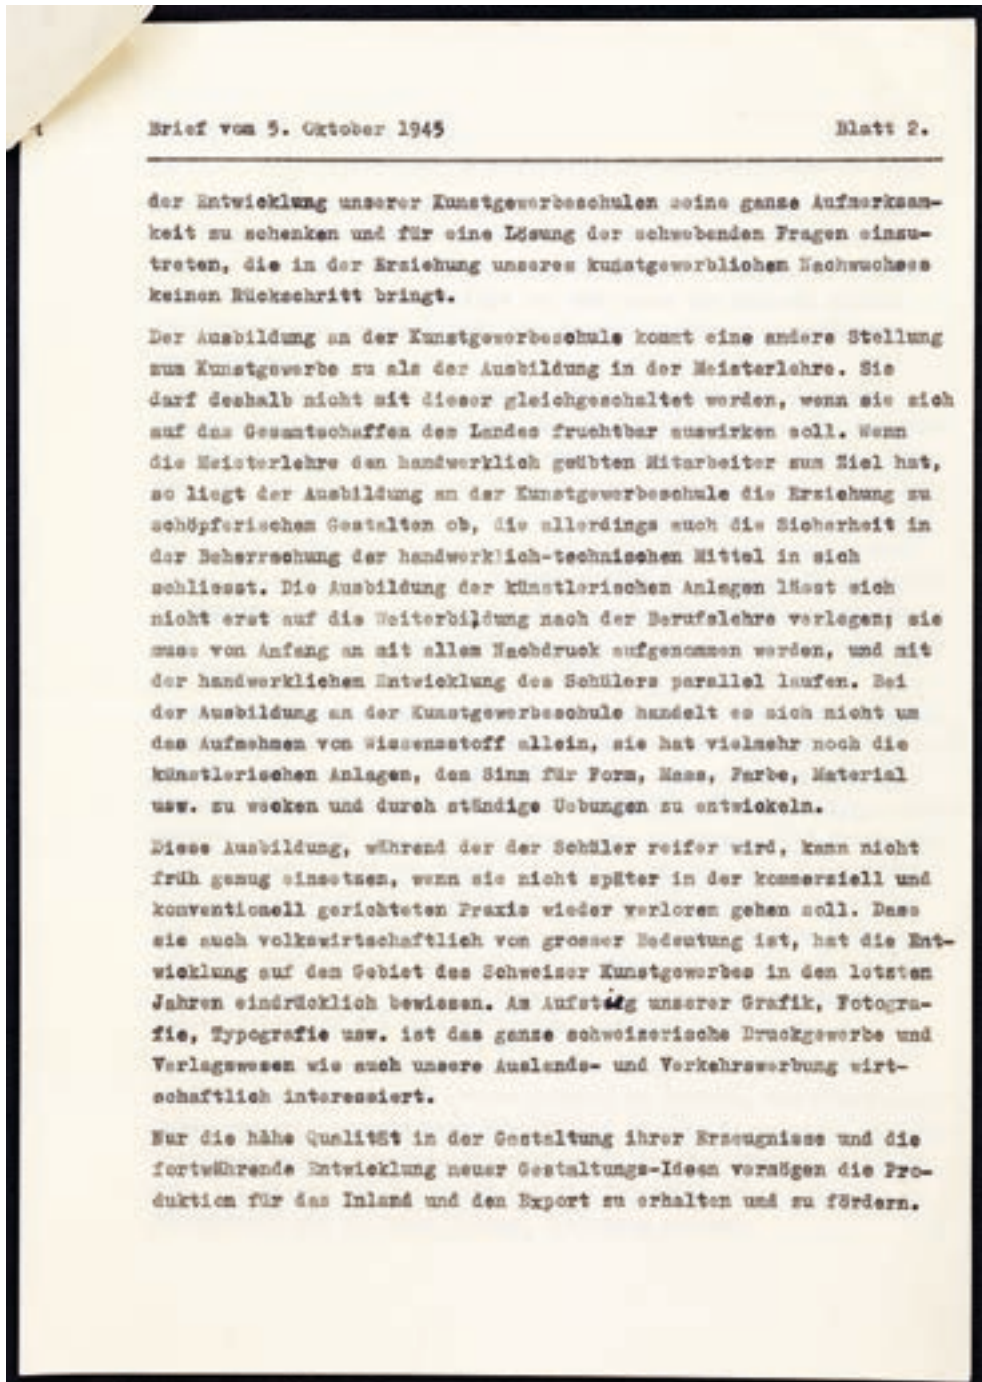 Brief vom 5. Oktober 1945 Blatt 2.
der Entwicklung unserer Kunstgewerbeschulen seine ganze Aufmerksam-
keit zu schenken und für eine Lösung der schwebenden Fragen einzu-
treten, die in der Erziehung unseres kunstgewerblichen Nachwuchses
keinen Rückschritt bringt.
Der Ausbildung an der Kunstgewerbeschule kommt eine andere Stellung
zum Kunstgewerbe zu als der Ausbildung in der Meisterlehre. Sie
darf deshalb nicht mit dieser gleichgeschaltet werden, wenn sie sich
auf das Gesamtschaffen des Landes fruchtbar auswirken soll. Wenn
die Meisterlehre den handwerklich geübten Mitarbeiter zum Ziel hat,
so liegt der Ausbildung an der Kunstgewerbeschule die Erziehung zu
schöpferischem Gestalten ob, die allerdings auch die Sicherheit in
der Beherrschung der handwerklich-technischen Mittel in sich
schliesst. Die Ausbildung der künstlerischen Anlagen lässt sich
nicht erst auf die Weiterbildung nach der Berufslehre verlegen; sie
muss von Anfang an mit allem Nachdruck aufgenommen werden, und mit
der handwerklichen Entwicklung des Schülers parallel laufen. Bei
der Ausbildung an der Kunstgewerbeschule handelt es sich nicht um
das Aufnehmen von Wissensstoff allein, sie hat vielmehr noch die
künstlerischen Anlagen, den Sinn für Form, Mass, Farbe, Material
usw. zu wecken und durch ständige Uebungen zu entwickeln.
Diese Ausbildung, während der der Schüler reifer wird, kann nicht
früh genug einsetzen, wenn sie nicht später in der kommerziell und
konventionell gerichteten Praxis wieder verloren gehen soll. Dass
sie auch volkswirtschaftlich von grosser Bedeutung ist, hat die Ent-
wicklung auf dem Gebiet des Schweizer Kunstgewerbes in den letzten
Jahren eindrücklich bewiesen. Am Aufstieg unserer Grafik, Fotogra-
fie, Typografie usw. ist das ganze schweizerische Druckgewerbe und
Verlagswesen wie auch unsere Auslands- und Verkehrswerbung wirt-
schaftlich interessiert.
Nur die hähe Qualität in der Gestaltung ihrer Erzeugnisse und die
fortwährende Entwicklung neuer Gestaltungs-Ideen vermögen die Pro-
duktion für das Inland und den Export zu erhalten und zu fördern.